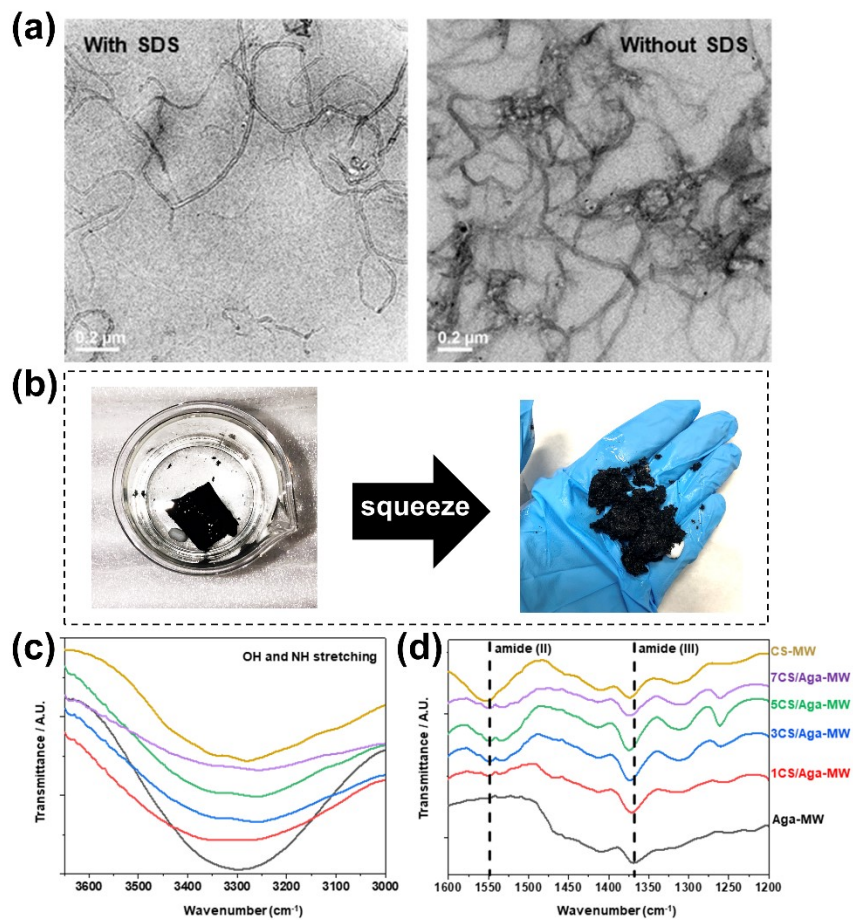 (a)
With SDS
0.2 µm
Without SDS
0.2 µm
(b)
squeeze
(c)
OH and NH stretching
Transmittance / A.U.
3600 3500 3400 3300 3200 3100 3000
Wavenumber (cm⁻¹)
(d)
amide (II)
amide (III)
CS-MW
7CS/Aga-MW
5CS/Aga-MW
3CS/Aga-MW
1CS/Aga-MW
Aga-MW
Transmittance / A.U.
1600 1550 1500 1450 1400 1350 1300 1250 1200
Wavenumber (cm⁻¹)